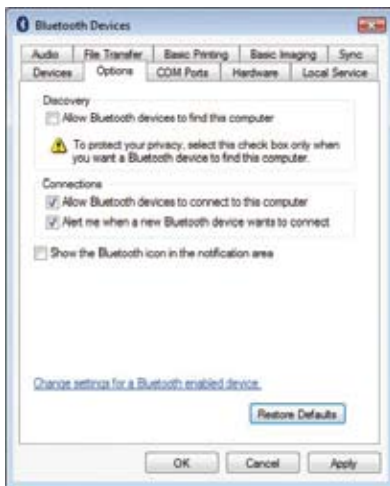 Bluetooth Devices
Audio File Transfer Basic Printing Basic Imaging Sync
Devices Options COM Ports Hardware Local Service
Discovery
Allow Bluetooth devices to find this computer
To protect your privacy, select this check box only when
you want a Bluetooth device to find this computer.
Connections
Allow Bluetooth devices to connect to this computer
Alert me when a new Bluetooth device wants to connect
Show the Bluetooth icon in the notification area
Change settings for a Bluetooth enabled device.
Restore Defaults
OK Cancel Apply